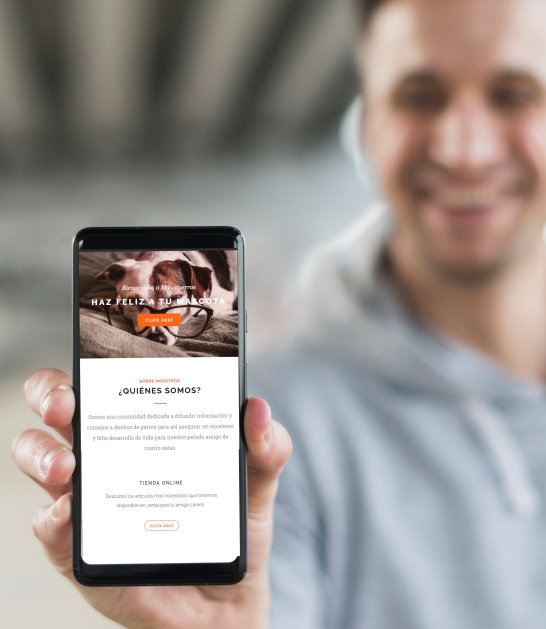 Bienvenidos a Mascoperros
HAZ FELIZ A TU MASCOTA
CLICK AQUÍ
SOBRE NOSOTROS
¿QUIÉNES SOMOS?
Somos una comunidad dedicada a difundir información y
consejos a dueños de perros para así asegurar un excelente
y feliz desarrollo de vida para nuestro peludo amigo de
cuatro patas.
TIENDA ONLINE
Descubre los artículos más novedosos que tenemos
disponible en venta para tu amigo canino.
CLICK AQUÍ